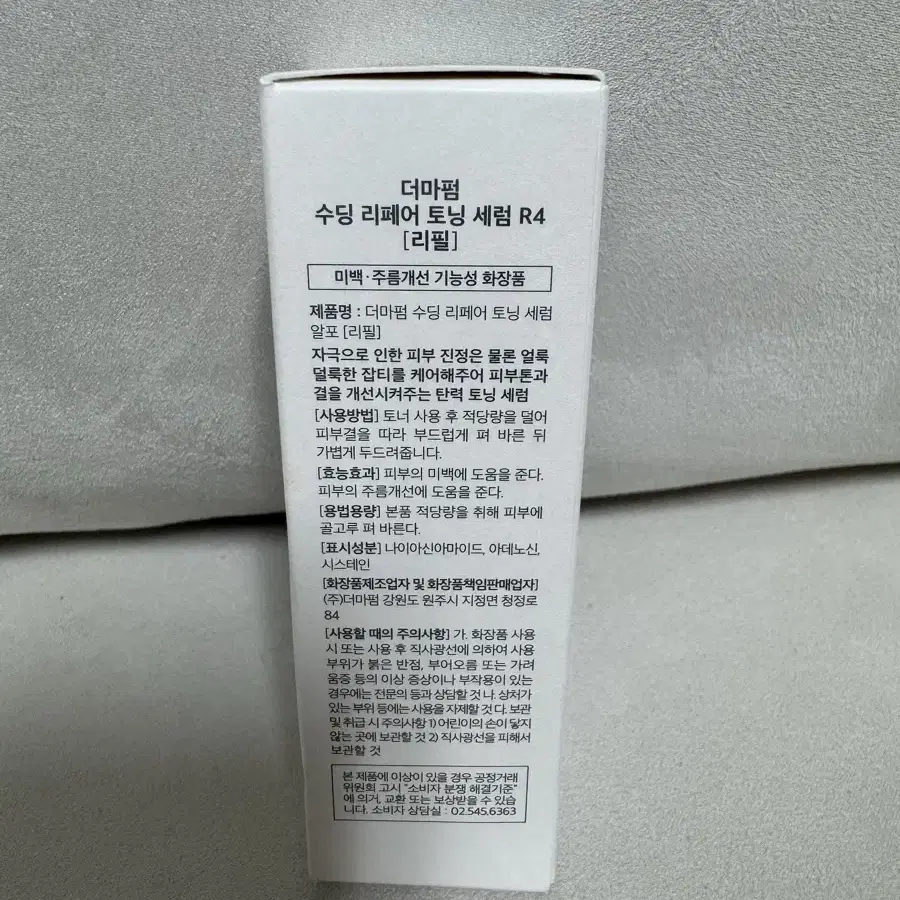 더마펌
수딩 리페어 토닝 세럼 R4
[리필]
미백·주름개선 기능성 화장품
제품명 : 더마펌 수딩 리페어 토닝 세럼
알포 [리필]
자극으로 인한 피부 진정은 물론 얼룩
덜룩한 잡티를 케어해주어 피부톤과
결을 개선시켜주는 탄력 토닝 세럼
[사용방법] 토너 사용 후 적당량을 덜어
피부결을 따라 부드럽게 펴 바른 뒤
가볍게 두드려줍니다.
[효능효과] 피부의 미백에 도움을 준다.
피부의 주름개선에 도움을 준다.
[용법용량] 본품 적당량을 취해 피부에
골고루 펴 바른다.
[표시성분] 나이아신아마이드, 아데노신,
시스테인
[화장품제조업자 및 화장품책임판매업자]
(주)더마펌 강원도 원주시 지정면 청정로
84
[사용할 때의 주의사항] 가. 화장품 사용
시 또는 사용 후 직사광선에 의하여 사용
부위가 붉은 반점, 부어오름 또는 가려
움증 등의 이상 증상이나 부작용이 있는
경우에는 전문의 등과 상담할 것 나. 상처가
있는 부위 등에는 사용을 자제할 것 다. 보관
및 취급 시 주의사항 1) 어린이의 손이 닿지
않는 곳에 보관할 것 2) 직사광선을 피해서
보관할 것
본 제품에 이상이 있을 경우 공정거래
위원회 고시 "소비자 분쟁 해결기준"
에 의거, 교환 또는 보상받을 수 있습
니다. 소비자 상담실 : 02.545.6363